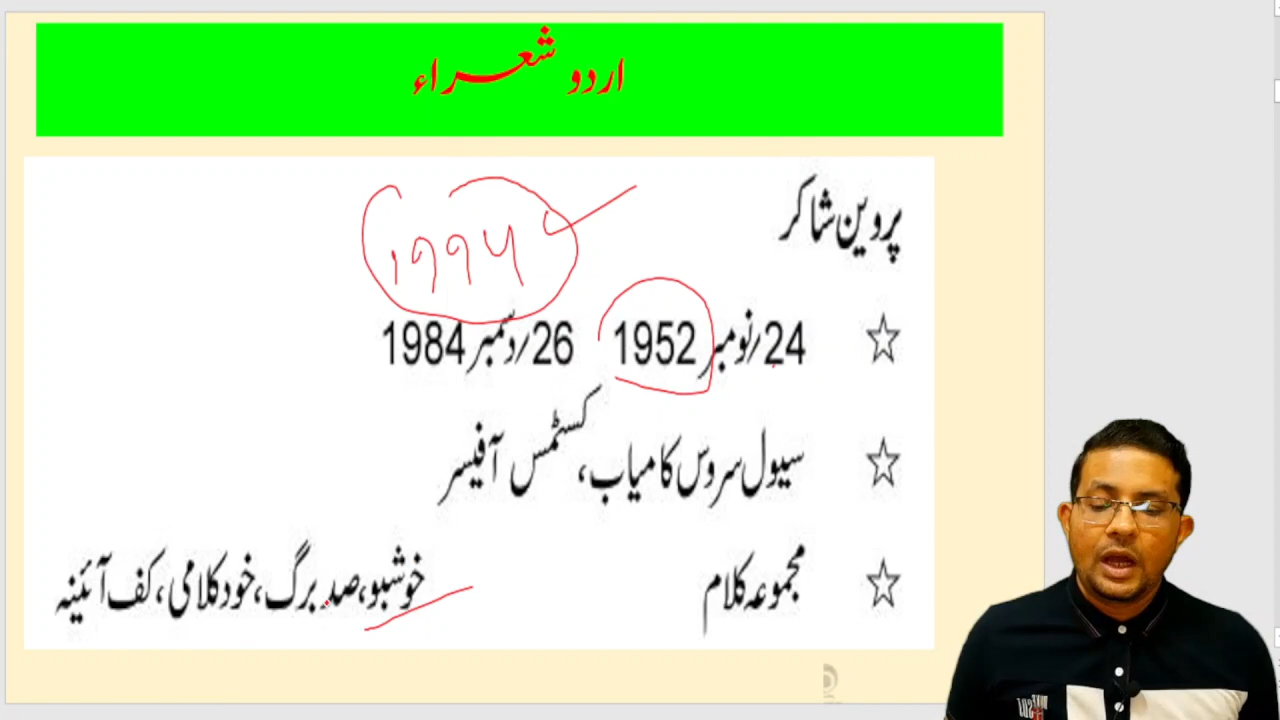 اردو شعراء
پروین شاکر
۱۹۹۴
☆ 24/نومبر 1952 26/دسمبر 1984
☆ سیول سروس کامیاب، کسٹمس آفیسر
☆ مجموعہ کلام خوشبو، صد برگ، خود کلامی، کف آئینہ